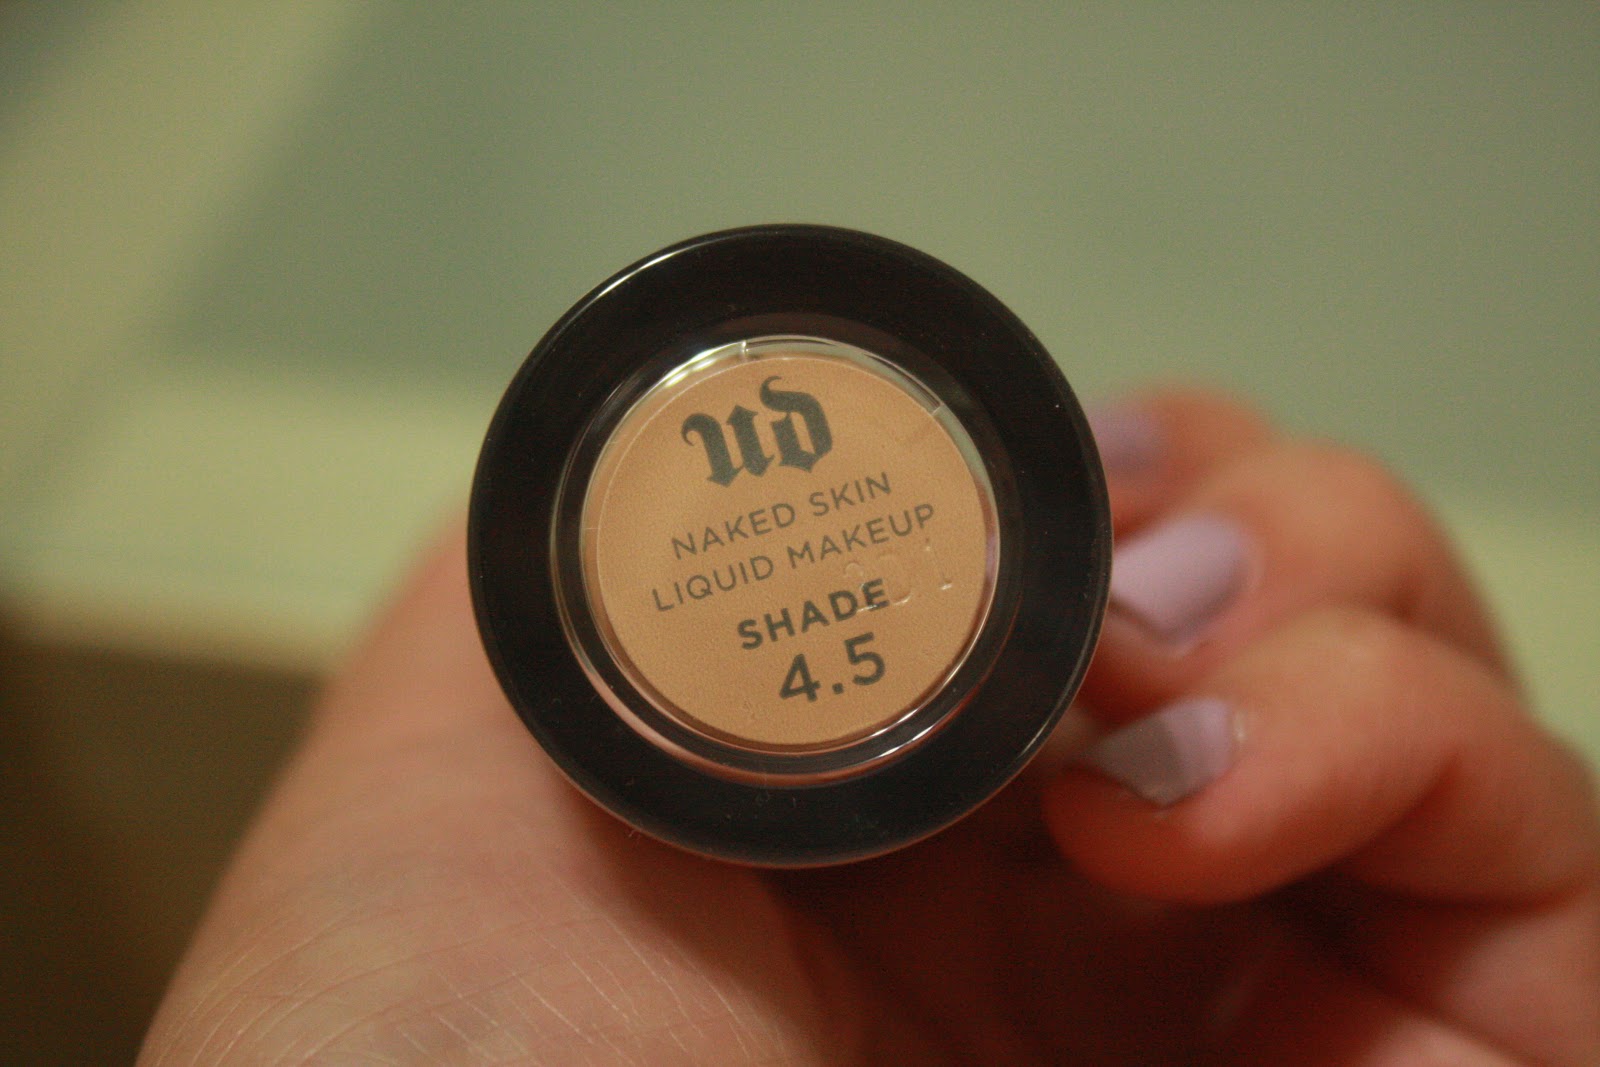 UD
NAKED SKIN
LIQUID MAKEUP
SHADE
4.5